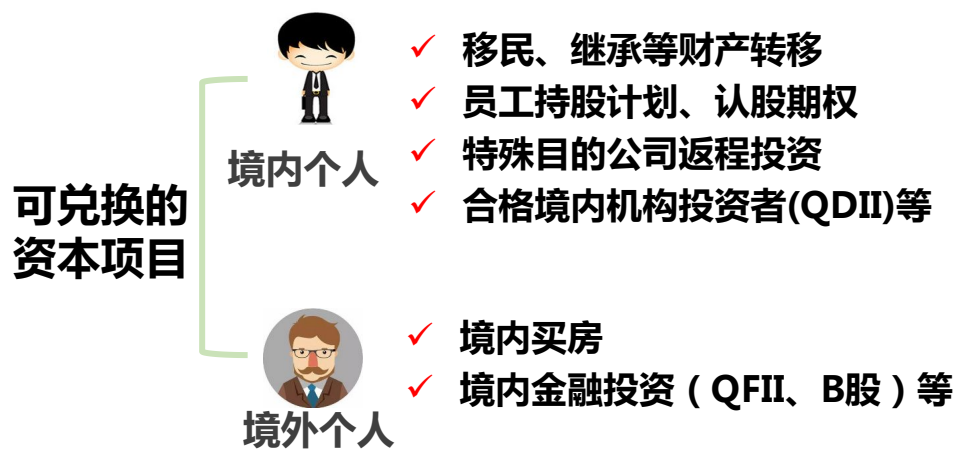 可兑换的
资本项目
境内个人
移民、继承等财产转移
员工持股计划、认股期权
特殊目的公司返程投资
合格境内机构投资者(QDII)等
境外个人
境内买房
境内金融投资（QFII、B股）等